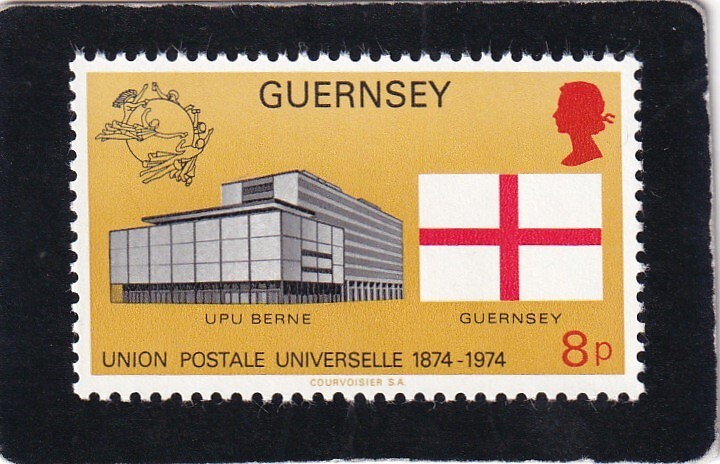 GUERNSEY
UPU BERNE
GUERNSEY
UNION POSTALE UNIVERSELLE 1874-1974
8p
COURVOISIER S.A.